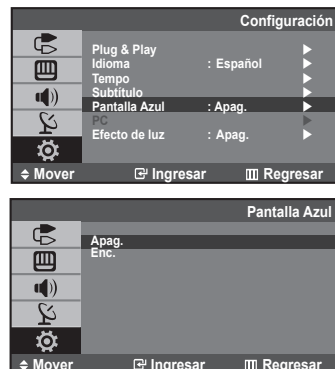 Configuración
Plug & Play
Idioma : Español
Tempo
Subtítulo
Pantalla Azul : Apag.
PC
Efecto de luz : Apag.
Mover Ingresar Regresar
Pantalla Azul
Apag.
Enc.
Mover Ingresar Regresar